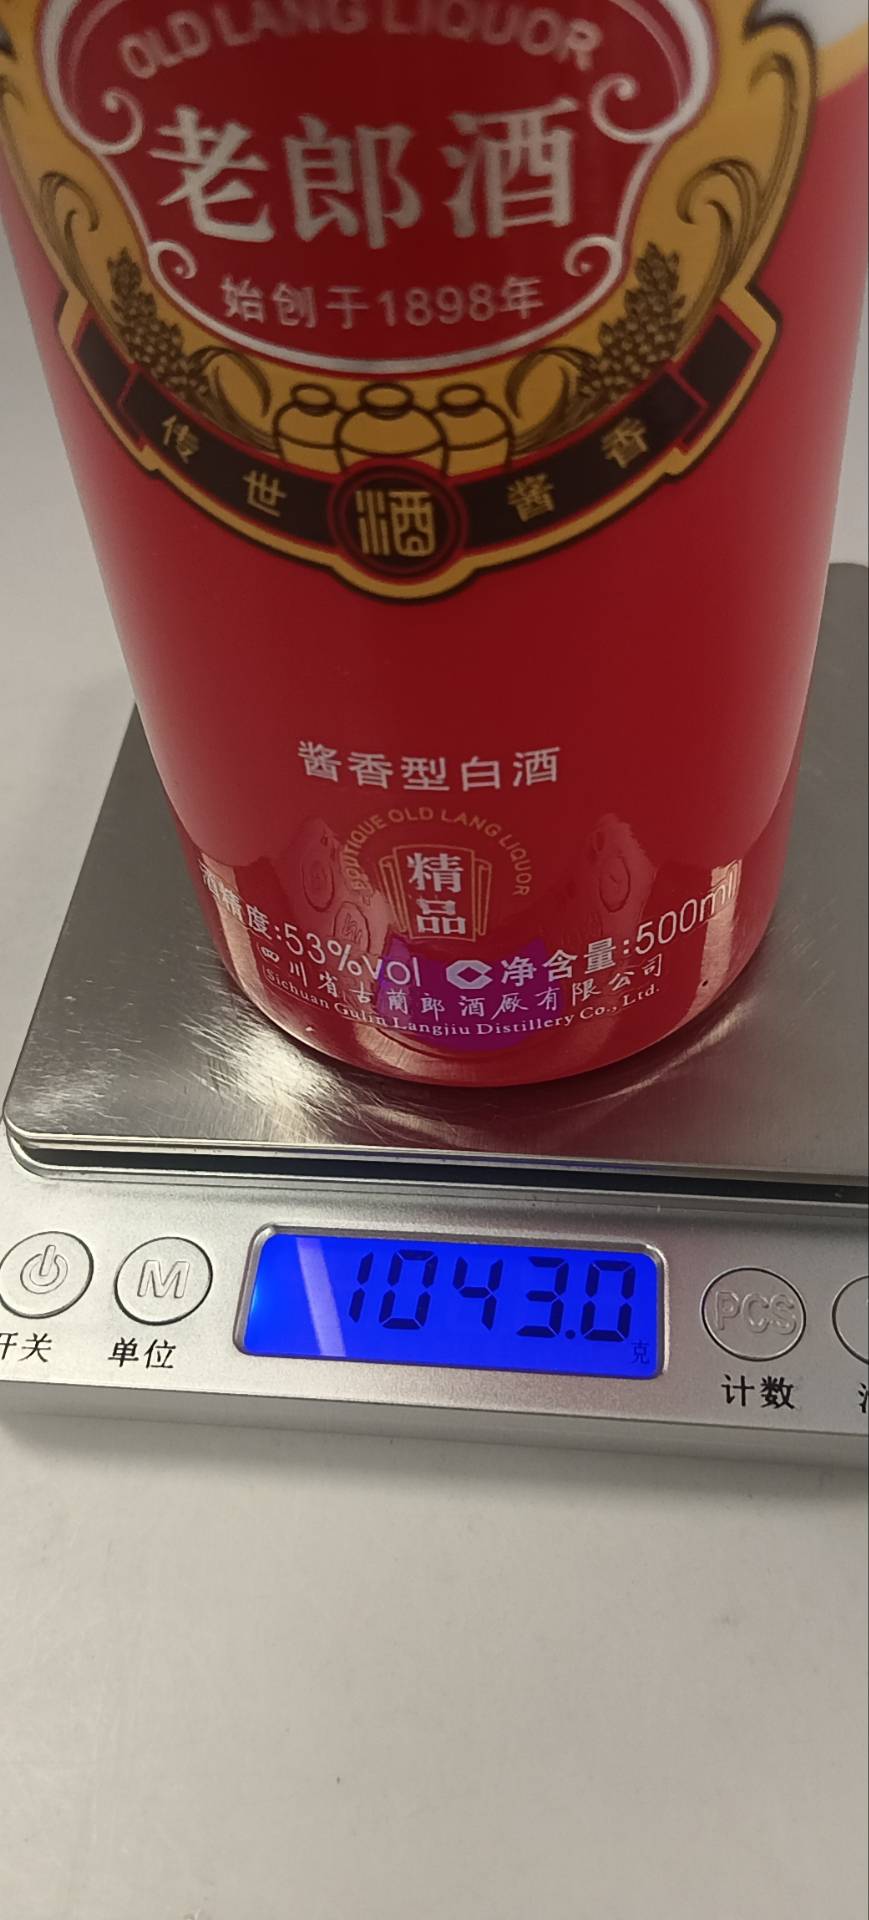 OLD LANG LIQUOR
老郎酒
始创于1898年
传世酒酱香
酱香型白酒
BOUTIQUE OLD LANG LIQUOR
精
品
酒精度:53%vol C 净含量:500ml
四川省古蔺郎酒厰有限公司
Sichuan Gulin Langjiu Distillery Co., Ltd.
1043.0
克
M
PCS
开关
单位
计数